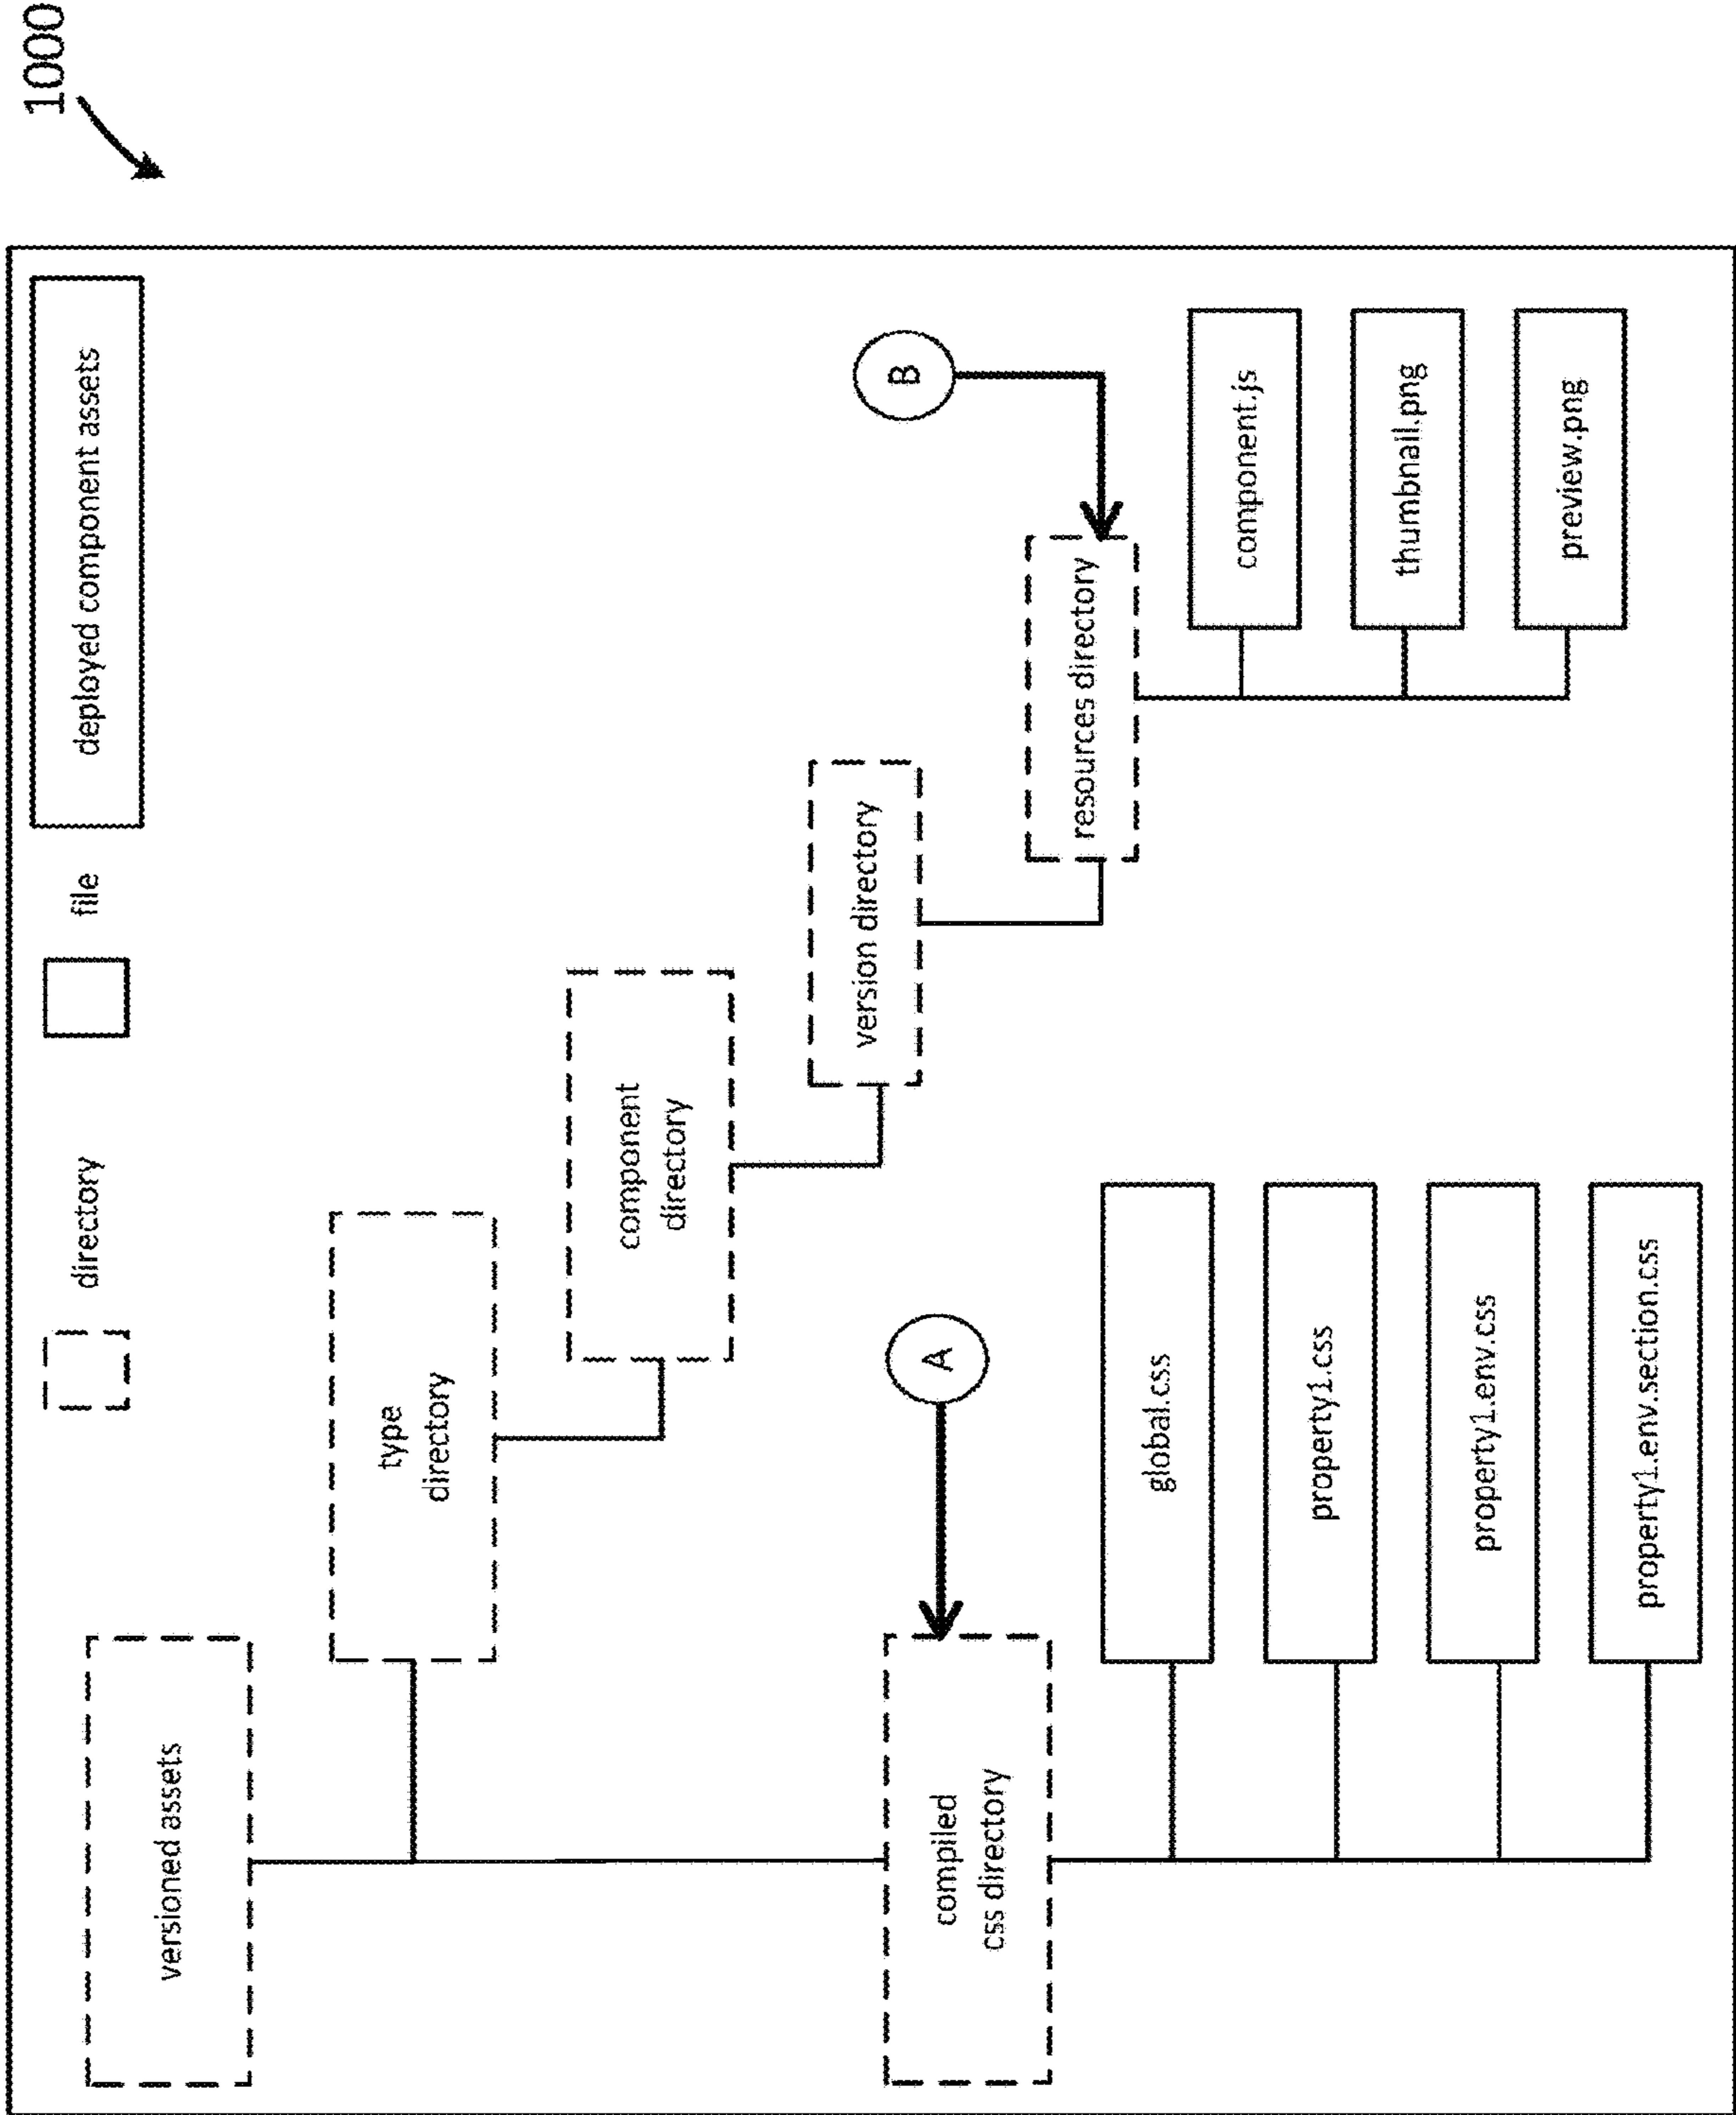 1000
directory
file
deployed component assets
versioned assets
type
directory
component
directory
version directory
B
A
resources directory
compiled
css directory
global.css
component.js
property1.css
thumbnail.png
property1.env.css
preview.png
property1.env.section.css